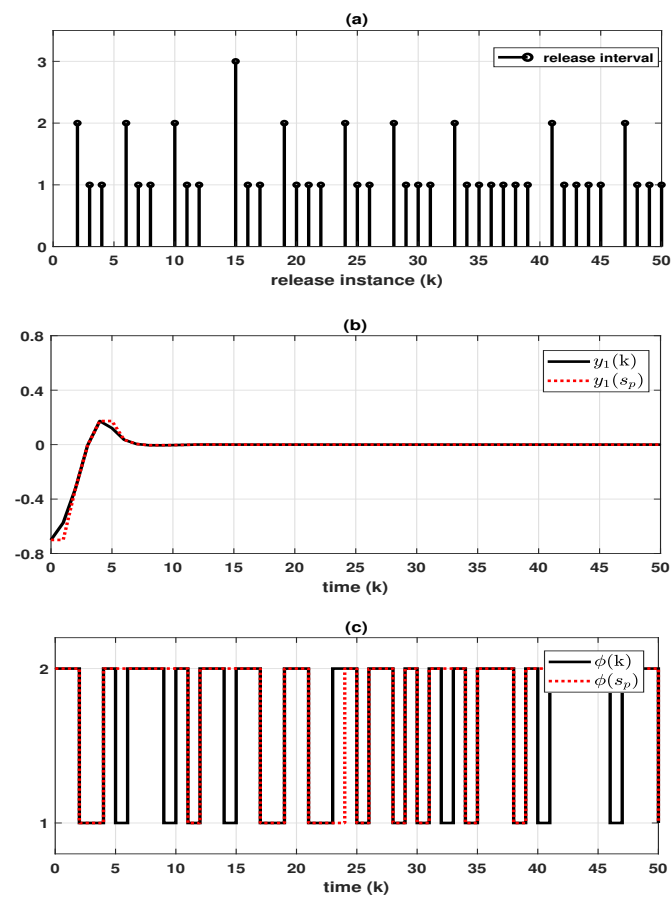 (a)
3
2
1
0
release interval
0 5 10 15 20 25 30 35 40 45 50
release instance (k)
(b)
0.8
0.4
0
-0.4
-0.8
y₁(k)
y₁(sₚ)
0 5 10 15 20 25 30 35 40 45 50
time (k)
(c)
2
1
ϕ(k)
ϕ(sₚ)
0 5 10 15 20 25 30 35 40 45 50
time (k)